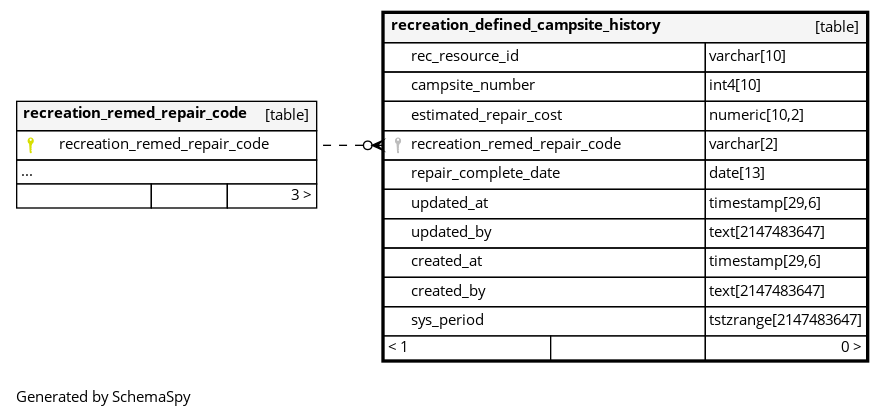 recreation_defined_campsite_history [table]
rec_resource_id varchar[10]
campsite_number int4[10]
estimated_repair_cost numeric[10,2]
recreation_remed_repair_code varchar[2]
repair_complete_date date[13]
updated_at timestamp[29,6]
updated_by text[2147483647]
created_at timestamp[29,6]
created_by text[2147483647]
sys_period tstzrange[2147483647]
< 1 0 >
recreation_remed_repair_code [table]
recreation_remed_repair_code
...
3 >
Generated by SchemaSpy